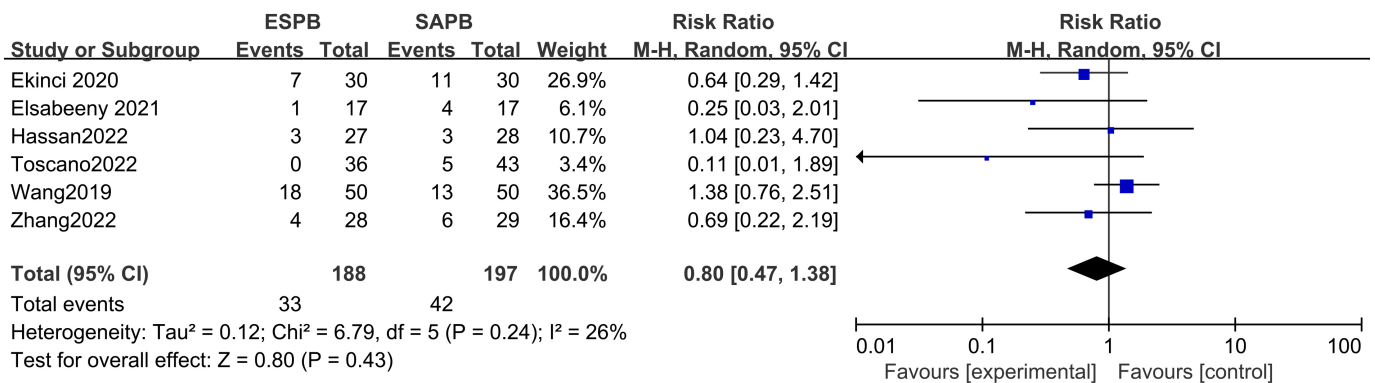 ESPB SAPB Risk Ratio Risk Ratio
Study or Subgroup Events Total Events Total Weight M-H, Random, 95% CI M-H, Random, 95% CI
Ekinci 2020 7 30 11 30 26.9% 0.64 [0.29, 1.42]
Elsabeeny 2021 1 17 4 17 6.1% 0.25 [0.03, 2.01]
Hassan2022 3 27 3 28 10.7% 1.04 [0.23, 4.70]
Toscano2022 0 36 5 43 3.4% 0.11 [0.01, 1.89]
Wang2019 18 50 13 50 36.5% 1.38 [0.76, 2.51]
Zhang2022 4 28 6 29 16.4% 0.69 [0.22, 2.19]
Total (95% CI) 188 197 100.0% 0.80 [0.47, 1.38]
Total events 33 42
Heterogeneity: Tau² = 0.12; Chi² = 6.79, df = 5 (P = 0.24); I² = 26%
Test for overall effect: Z = 0.80 (P = 0.43)
0.01 0.1 1 10 100
Favours [experimental] Favours [control]